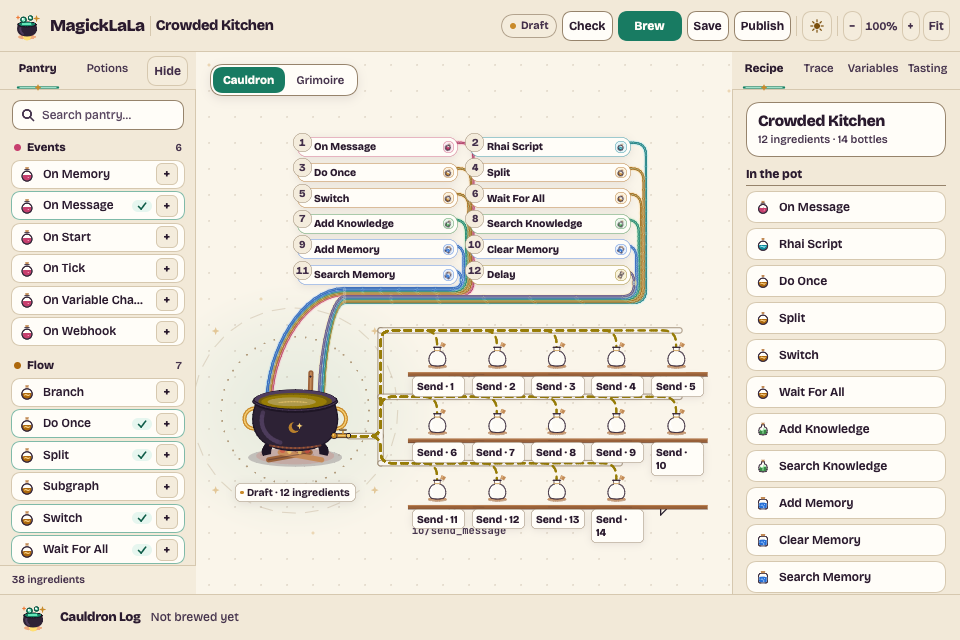 MagickLaLa
Crowded Kitchen
Draft
Check
Brew
Save
Publish
−
100%
+
Fit
Pantry
Potions
Hide
Cauldron
Grimoire
Recipe
Trace
Variables
Tasting
Search pantry…
Events 6
On Memory +
On Message +
On Start +
On Tick +
On Variable Cha… +
On Webhook +
Flow 7
Branch +
Do Once +
Split +
Subgraph +
Switch +
Wait For All +
38 ingredients
1 On Message
2 Rhai Script
3 Do Once
4 Split
5 Switch
6 Wait For All
7 Add Knowledge
8 Search Knowledge
9 Add Memory
10 Clear Memory
11 Search Memory
12 Delay
Send · 1
Send · 2
Send · 3
Send · 4
Send · 5
Send · 6
Send · 7
Send · 8
Send · 9
Send ·
10
Send · 11
Send · 12
Send · 13
Send ·
14
io/send_message
Draft · 12 ingredients
Crowded Kitchen
12 ingredients · 14 bottles
In the pot
On Message
Rhai Script
Do Once
Split
Switch
Wait For All
Add Knowledge
Search Knowledge
Add Memory
Clear Memory
Search Memory
Cauldron Log
Not brewed yet